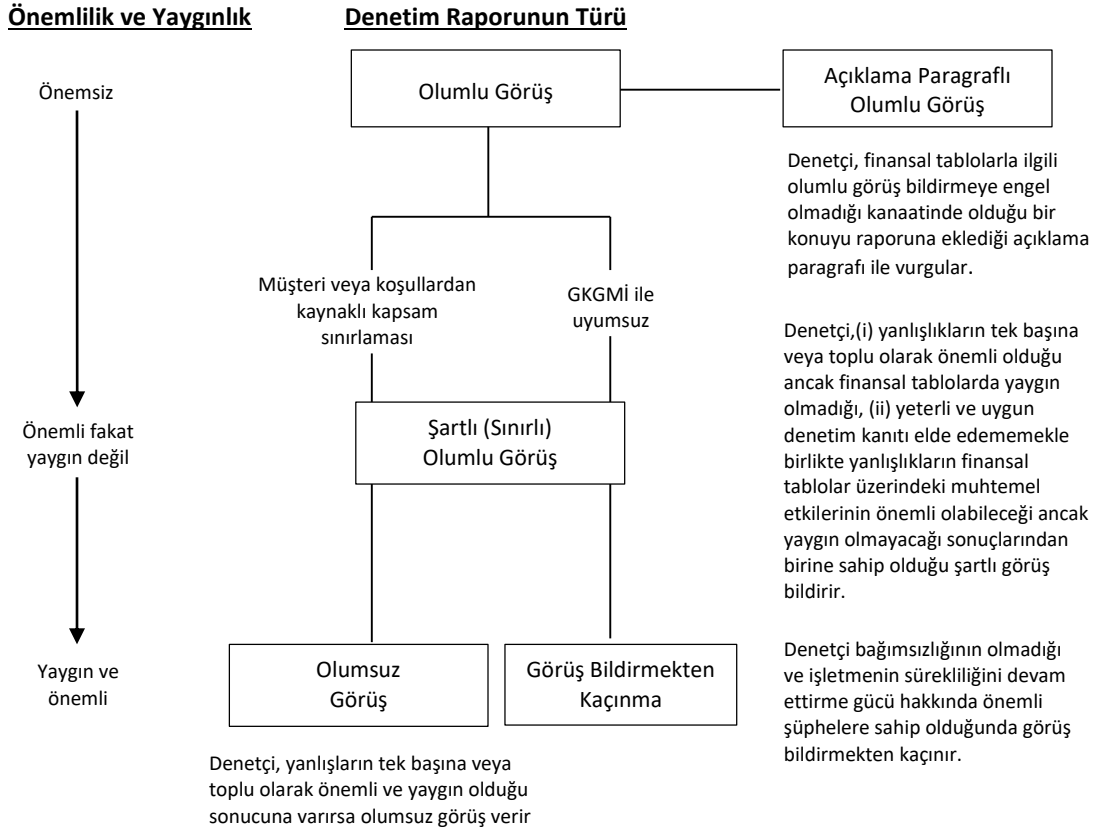 Önemlilik ve Yaygınlık
Denetim Raporunun Türü
Önemsiz
Olumlu Görüş
Açıklama Paragraflı
Olumlu Görüş
Denetçi, finansal tablolarla ilgili
olumlu görüş bildirmeye engel
olmadığı kanaatinde olduğu bir
konuyu raporuna eklediği açıklama
paragrafı ile vurgular.
Müşteri veya koşullardan
kaynaklı kapsam
sınırlaması
GKGMİ ile
uyumsuz
Denetçi,(i) yanlışlıkların tek başına
veya toplu olarak önemli olduğu
ancak finansal tablolarda yaygın
olmadığı, (ii) yeterli ve uygun
denetim kanıtı elde edememekle
birlikte yanlışlıkların finansal
tablolar üzerindeki muhtemel
etkilerinin önemli olabileceği ancak
yaygın olmayacağı sonuçlarından
birine sahip olduğu şartlı görüş
bildirir.
Önemli fakat
yaygın değil
Şartlı (Sınırlı)
Olumlu Görüş
Yaygın ve
önemli
Olumsuz
Görüş
Görüş Bildirmekten
Kaçınma
Denetçi bağımsızlığının olmadığı
ve işletmenin sürekliliğini devam
ettirme gücü hakkında önemli
şüphelere sahip olduğunda görüş
bildirmekten kaçınır.
Denetçi, yanlışların tek başına veya
toplu olarak önemli ve yaygın olduğu
sonucuna varırsa olumsuz görüş verir